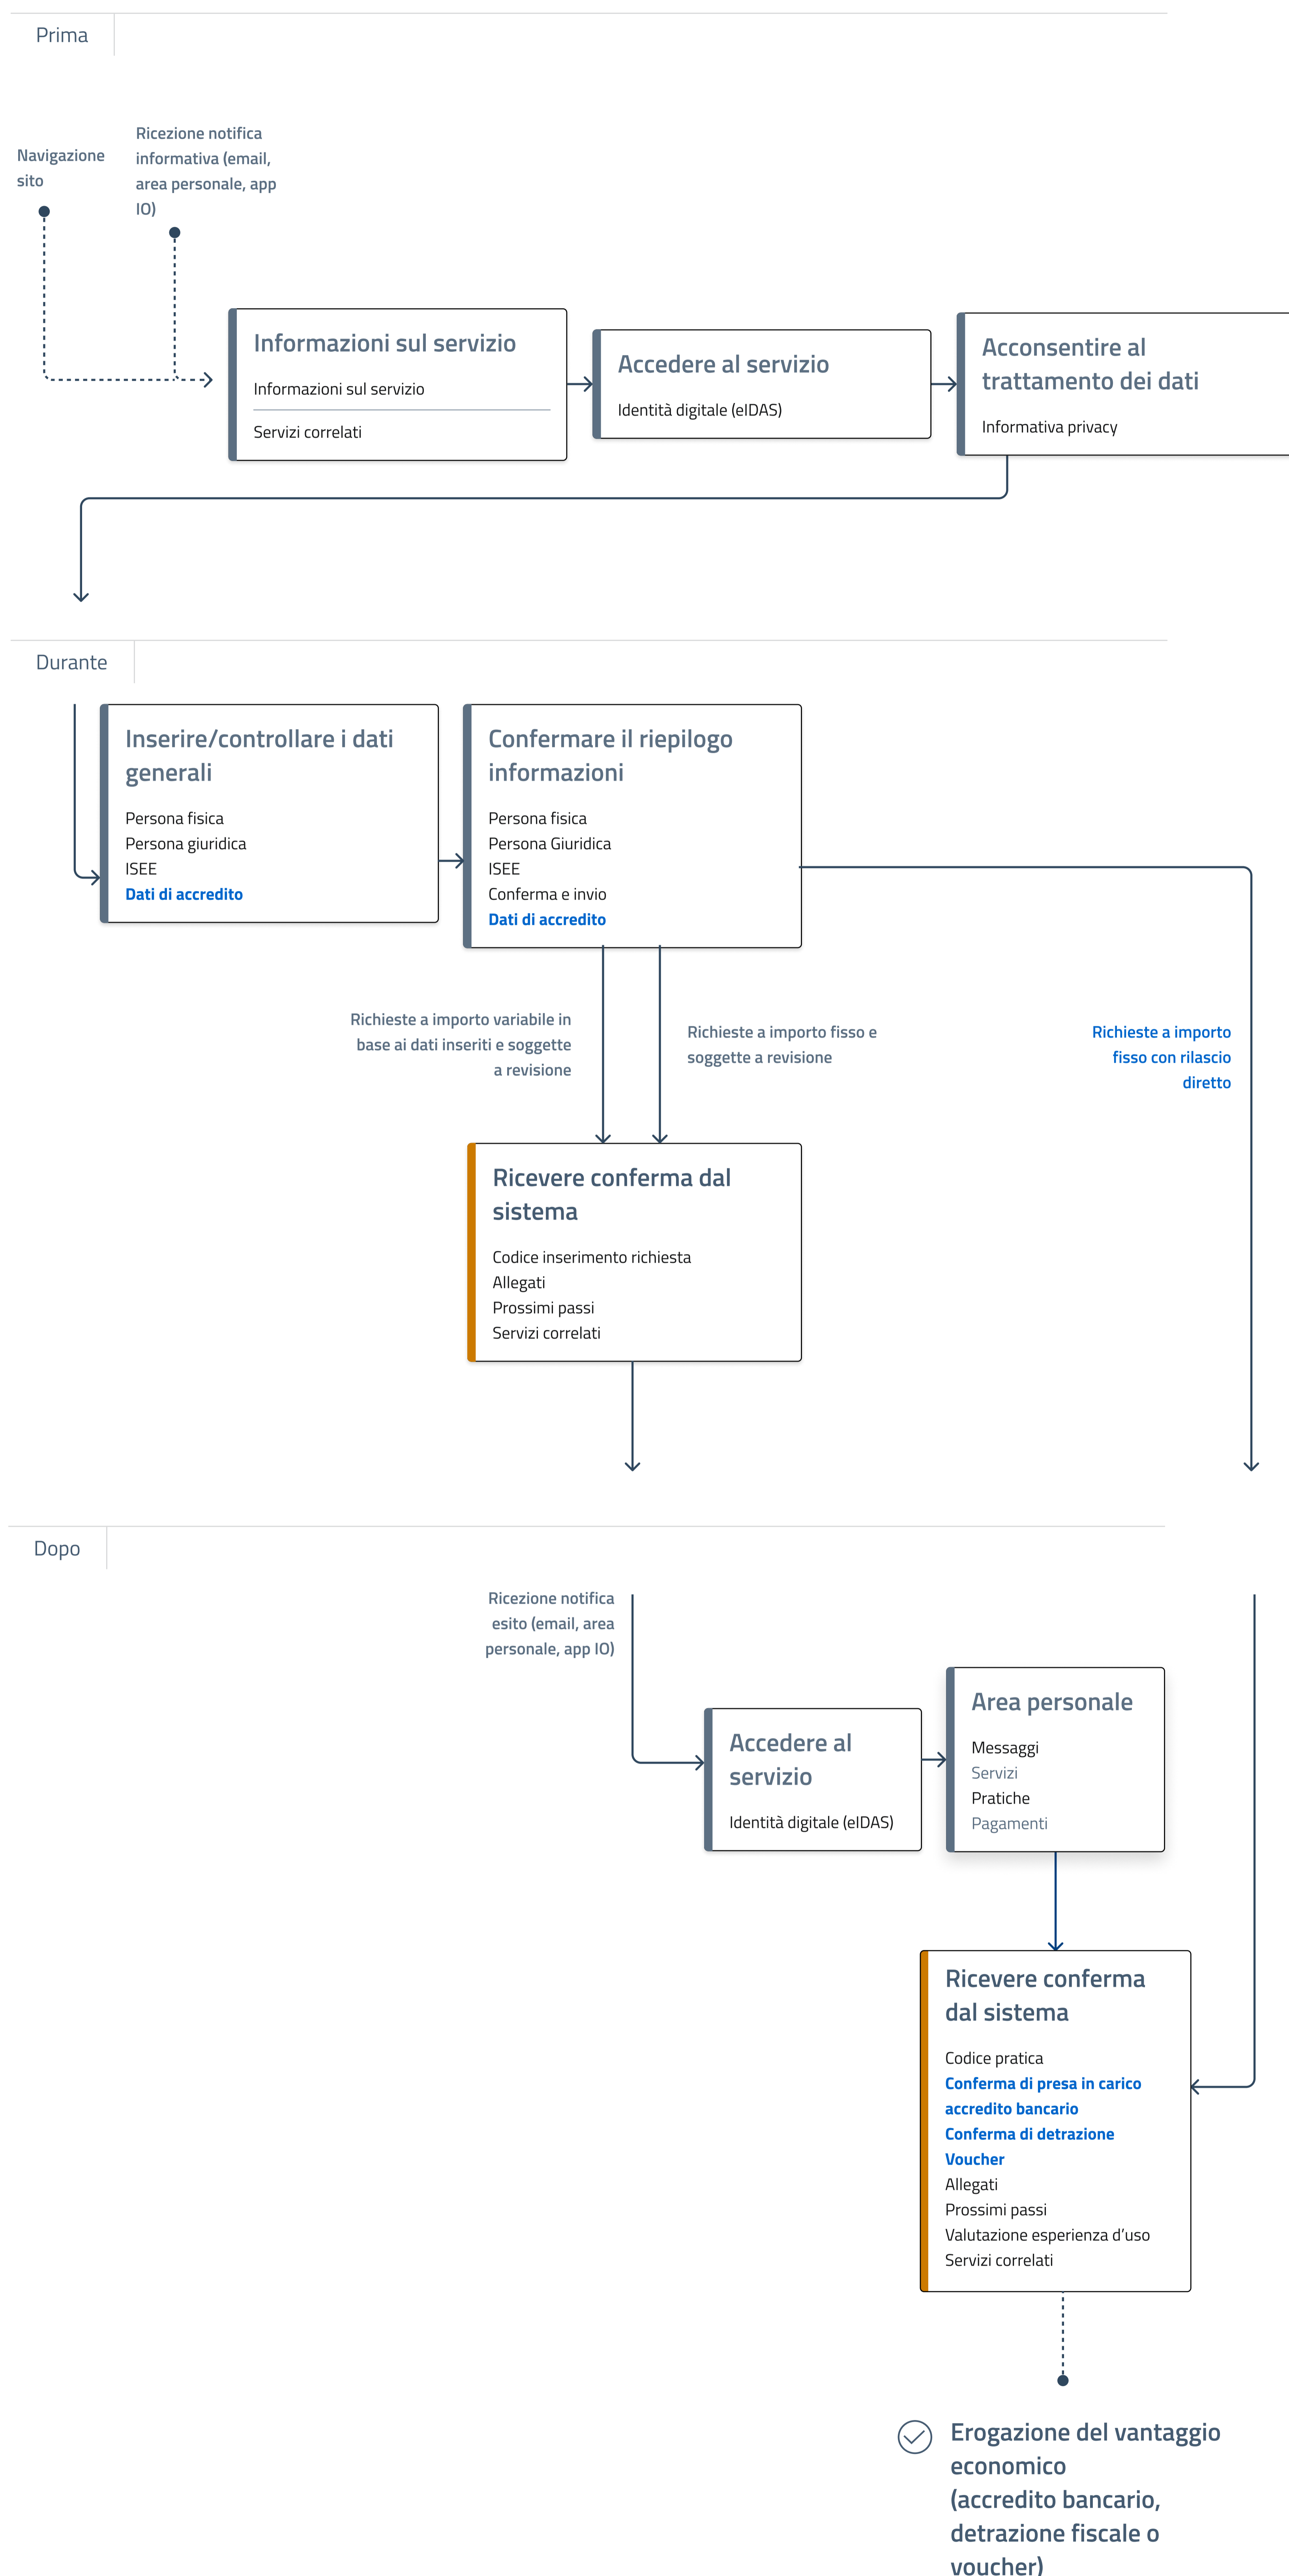 Prima
Navigazione
sito
Ricezione notifica
informativa (email,
area personale, app
IO)
Informazioni sul servizio
Informazioni sul servizio
Servizi correlati
Accedere al servizio
Identità digitale (eIDAS)
Acconsentire al
trattamento dei dati
Informativa privacy
Durante
Inserire/controllare i dati
generali
Persona fisica
Persona giuridica
ISEE
Dati di accredito
Confermare il riepilogo
informazioni
Persona fisica
Persona Giuridica
ISEE
Conferma e invio
Dati di accredito
Richieste a importo variabile in
base ai dati inseriti e soggette
a revisione
Richieste a importo fisso e
soggette a revisione
Richieste a importo
fisso con rilascio
diretto
Ricevere conferma dal
sistema
Codice inserimento richiesta
Allegati
Prossimi passi
Servizi correlati
Dopo
Ricezione notifica
esito (email, area
personale, app IO)
Accedere al
servizio
Identità digitale (eIDAS)
Area personale
Messaggi
Servizi
Pratiche
Pagamenti
Ricevere conferma
dal sistema
Codice pratica
Conferma di presa in carico
accredito bancario
Conferma di detrazione
Voucher
Allegati
Prossimi passi
Valutazione esperienza d’uso
Servizi correlati
Erogazione del vantaggio
economico
(accredito bancario,
detrazione fiscale o
voucher)